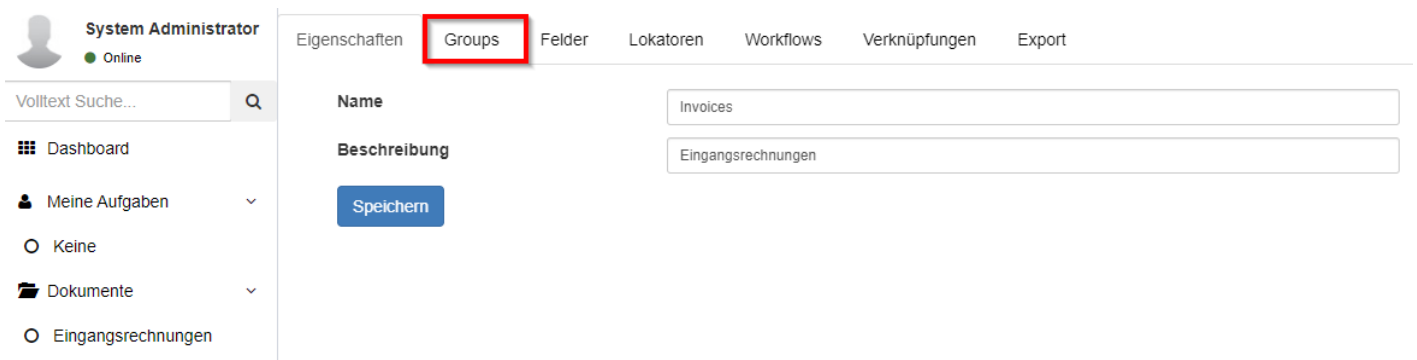 System Administrator
Online
Volltext Suche...
Dashboard
Meine Aufgaben
Keine
Dokumente
Eingangsrechnungen
Eigenschaften Groups Felder Lokatoren Workflows Verknüpfungen Export
Name Invoices
Beschreibung Eingangsrechnungen
Speichern